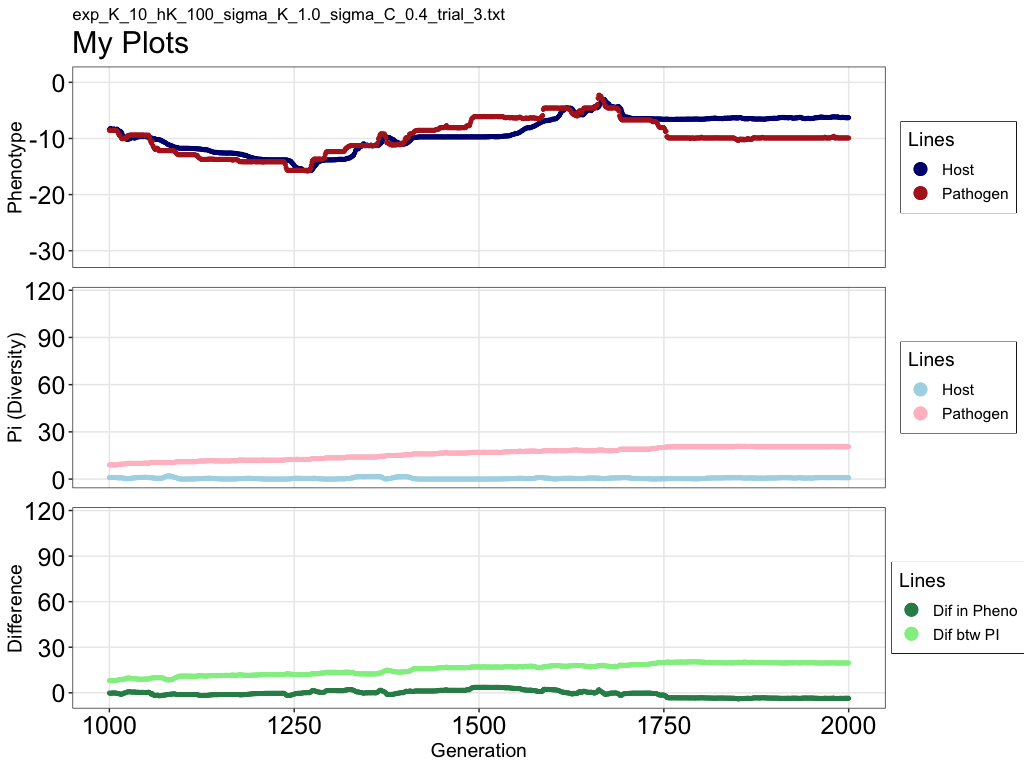 exp_K_10_hK_100_sigma_K_1.0_sigma_C_0.4_trial_3.txt
My Plots
Phenotype
0
-10
-20
-30
Lines
Host
Pathogen
Pi (Diversity)
120
90
60
30
0
Lines
Host
Pathogen
Difference
120
90
60
30
0
Lines
Dif in Pheno
Dif btw PI
1000
1250
1500
1750
2000
Generation